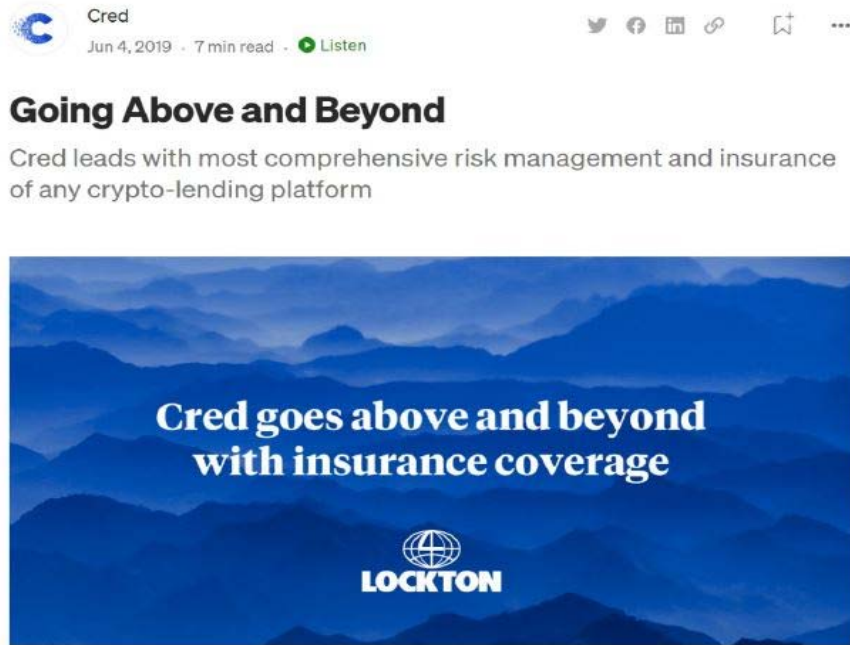 Cred
Jun 4, 2019 · 7 min read · Listen
Going Above and Beyond
Cred leads with most comprehensive risk management and insurance
of any crypto-lending platform
Cred goes above and beyond
with insurance coverage
LOCKTON